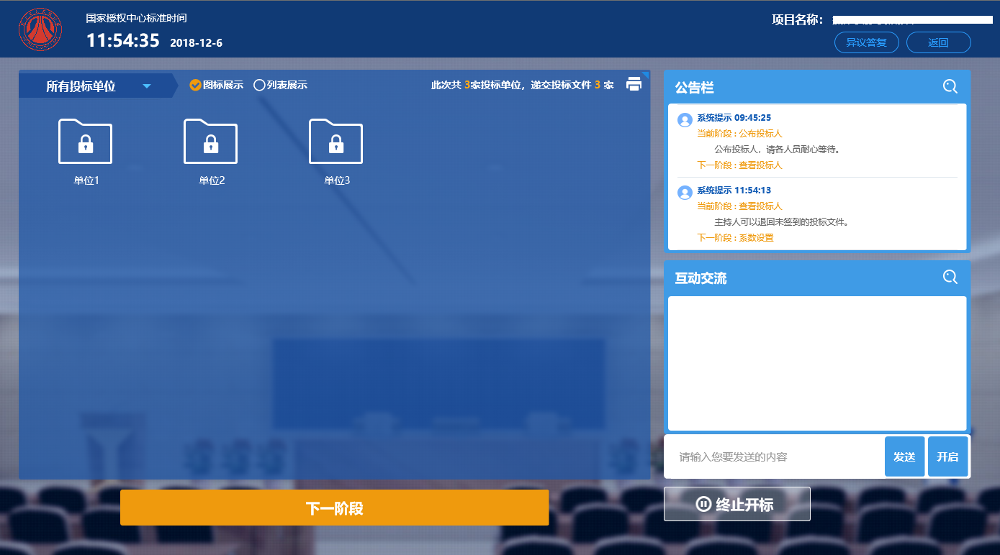 国家授权中心标准时间
11:54:35 2018-12-6
项目名称:
异议答复 返回
所有投标单位 图标展示 列表展示 此次共 3家投标单位，递交投标文件 3 家
单位1 单位2 单位3
公告栏
系统提示 09:45:25
当前阶段 : 公布投标人
公布投标人，请各人员耐心等待。
下一阶段 : 查看投标人
系统提示 11:54:13
当前阶段 : 查看投标人
主持人可以退回未签到的投标文件。
下一阶段 : 系数设置
互动交流
请输入您要发送的内容 发送 开启
下一阶段
终止开标